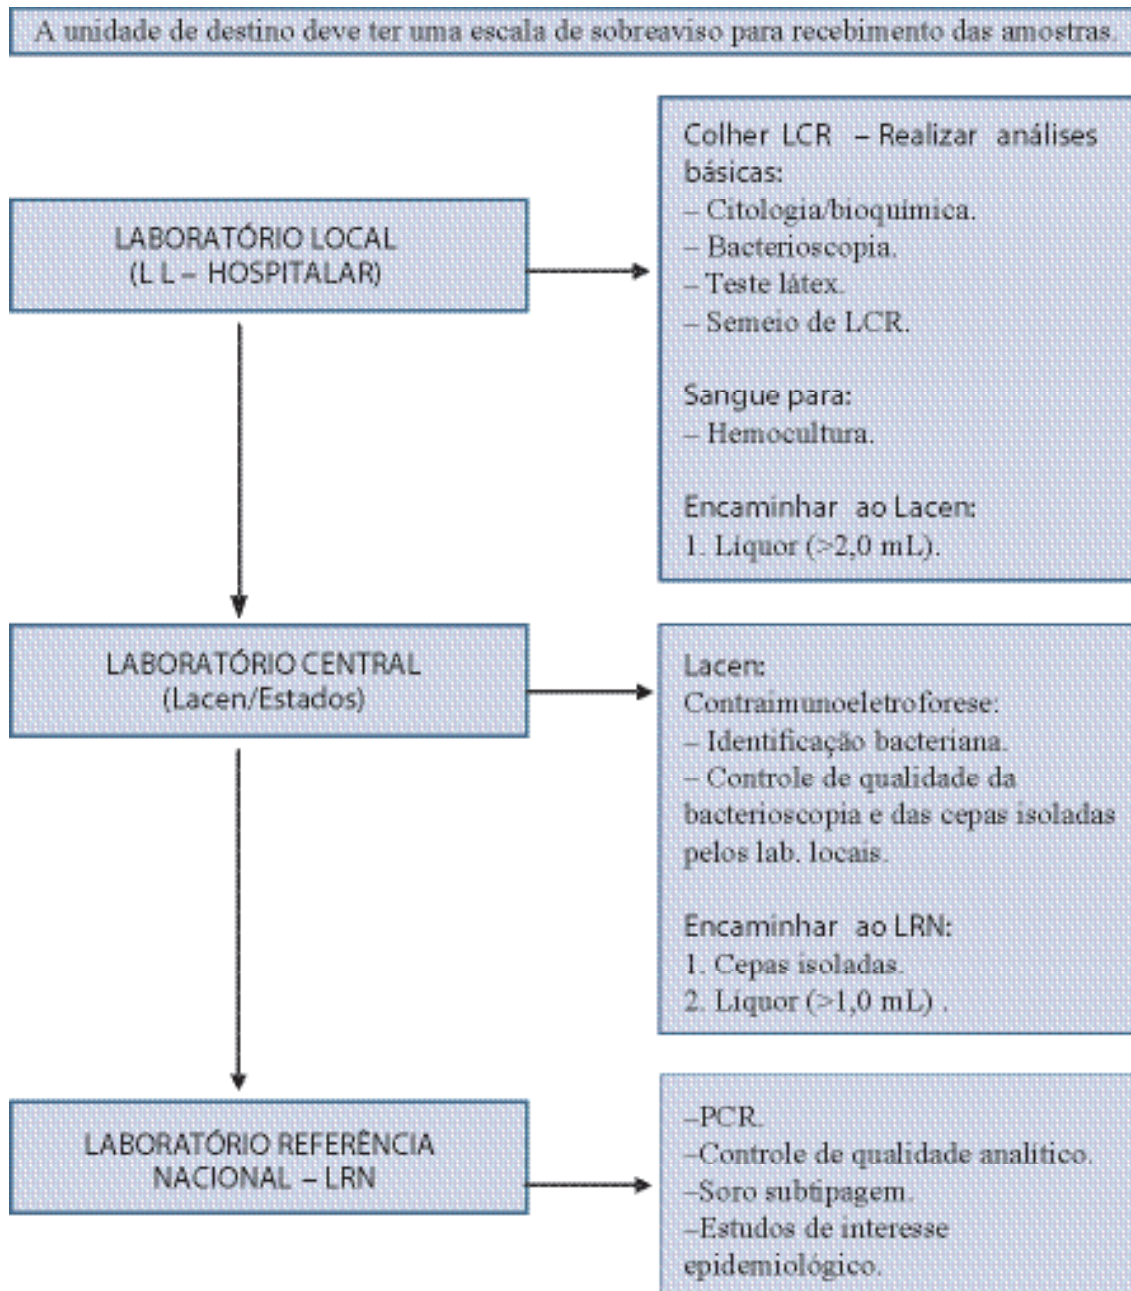 A unidade de destino deve ter uma escala de sobreaviso para recebimento das amostras.
LABORATÓRIO LOCAL
(L L – HOSPITALAR)
Colher LCR – Realizar análises
básicas:
– Citologia/bioquímica.
– Bacterioscopia.
– Teste látex.
– Semeio de LCR.
Sangue para:
– Hemocultura.
Encaminhar ao Lacen:
1. Líquor (>2,0 mL).
LABORATÓRIO CENTRAL
(Lacen/Estados)
Lacen:
Contraimunoeletroforese:
– Identificação bacteriana.
– Controle de qualidade da
bacterioscopia e das cepas isoladas
pelos lab. locais.
Encaminhar ao LRN:
1. Cepas isoladas.
2. Líquor (>1,0 mL) .
LABORATÓRIO REFERÊNCIA
NACIONAL – LRN
–PCR.
–Controle de qualidade analítico.
–Soro subtipagem.
–Estudos de interesse
epidemiológico.